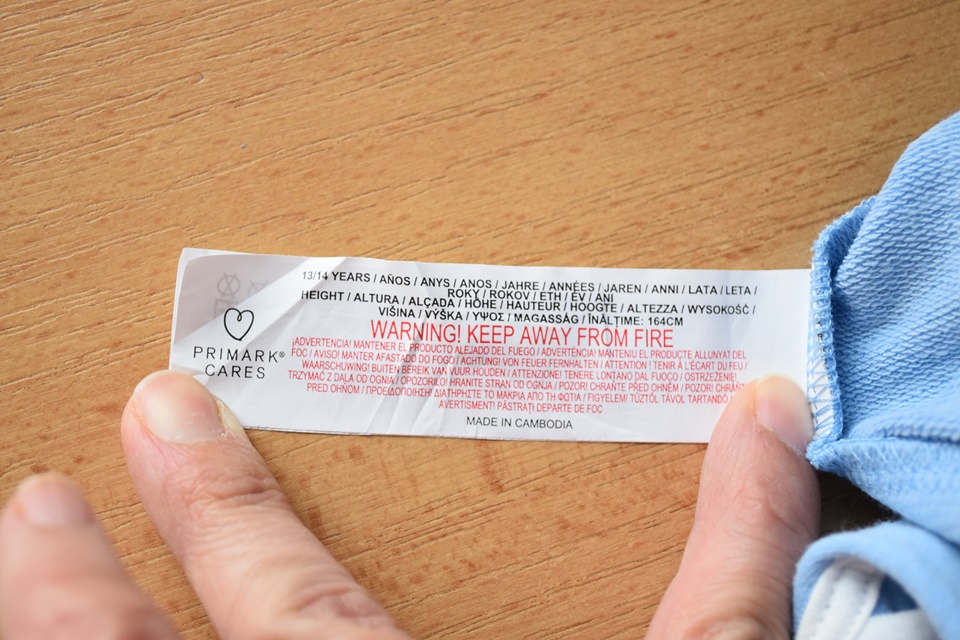 PRIMARK®
CARES
13/14 YEARS / AÑOS / ANYS / ANOS / JAHRE / ANNÉES / JAREN / ANNI / LATA / LETA /
ROKY / ROKOV / ΕΤΗ / ÉV / ANI
HEIGHT / ALTURA / ALÇADA / HÖHE / HAUTEUR / HOOGTE / ALTEZZA / WYSOKOŚĆ /
VIŠINA / VÝŠKA / ΥΨΟΣ / MAGASSÁG / ÎNĂLȚIME: 164CM
WARNING! KEEP AWAY FROM FIRE
¡ADVERTENCIA! MANTENER EL PRODUCTO ALEJADO DEL FUEGO / ADVERTENCIA! MANTENIU EL PRODUCTE ALLUNYAT DEL
FOC / AVISO! MANTER AFASTADO DO FOGO / ACHTUNG! VON FEUER FERNHALTEN / ATTENTION ! TENIR À L'ÉCART DU FEU /
WAARSCHUWING! BUITEN BEREIK VAN VUUR HOUDEN / ATTENZIONE! TENERE LONTANO DAL FUOCO / OSTRZEŻENIE!
TRZYMAĆ Z DALA OD OGNIA / OPOZORILO! HRANITE STRAN OD OGNJA / POZOR! CHRAŇTE PŘED OHNĚM / POZOR! CHRÁŇTE
PRED OHŇOM / ΠΡΟΕΙΔΟΠΟΙΗΣΗ! ΔΙΑΤΗΡΗΣΤΕ ΤΟ ΜΑΚΡΙΑ ΑΠΟ ΤΗ ΦΩΤΙΑ / FIGYELEM! TŰZTŐL TÁVOL TARTANDÓ
AVERTISMENT! PĂSTRAȚI DEPARTE DE FOC
MADE IN CAMBODIA